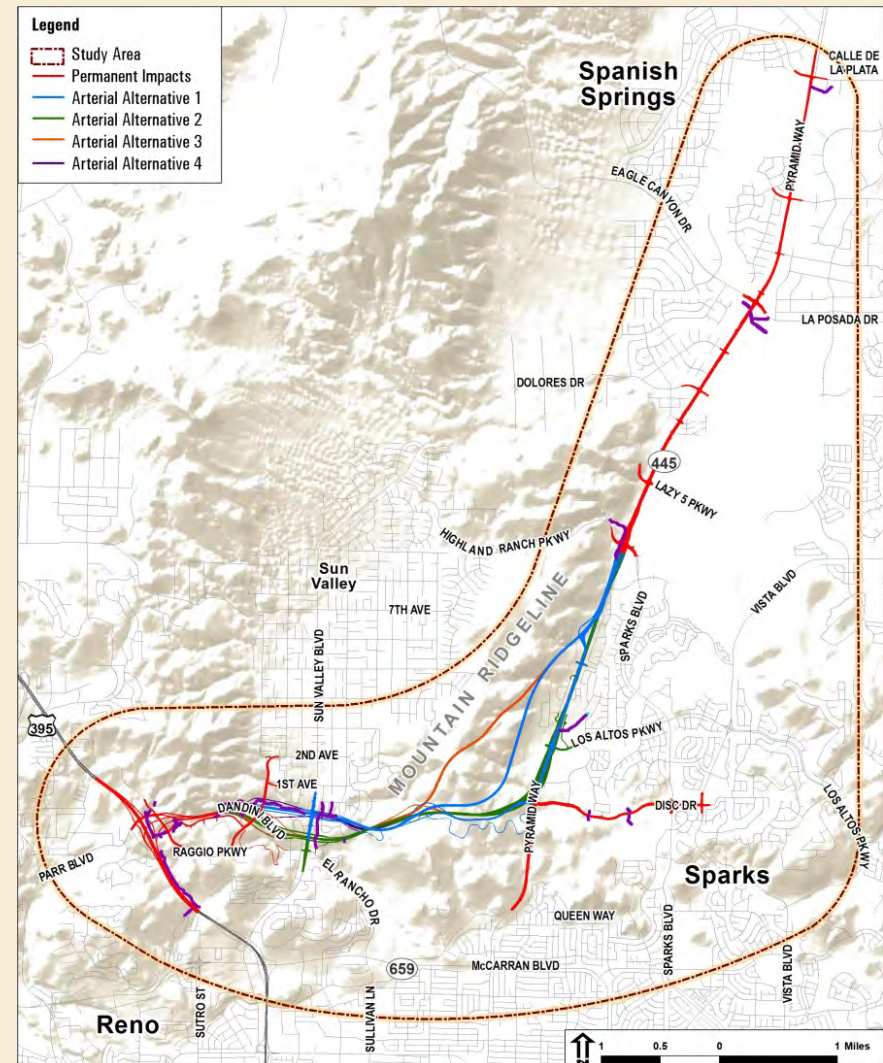 Legend
Study Area
Permanent Impacts
Arterial Alternative 1
Arterial Alternative 2
Arterial Alternative 3
Arterial Alternative 4
Spanish
Springs
CALLE DE
LA PLATA
PYRAMID WAY
EAGLE CANYON DR
LA POSADA DR
DOLORES DR
445
LAZY 5 PKWY
HIGHLAND RANCH PKWY
Sun
Valley
7TH AVE
MOUNTAIN RIDGELINE
SPARKS BLVD
VISTA BLVD
SUN VALLEY BLVD
395
2ND AVE
1ST AVE
LOS ALTOS PKWY
DANDINI BLVD
PYRAMID WAY
DISC DR
LOS ALTOS PKWY
RAGGIO PKWY
PARR BLVD
EL RANCHO DR
Sparks
QUEEN WAY
SPARKS BLVD
659
McCARRAN BLVD
VISTA BLVD
Reno
SUTRO ST
SULLIVAN LN
1 0.5 0 1 Miles